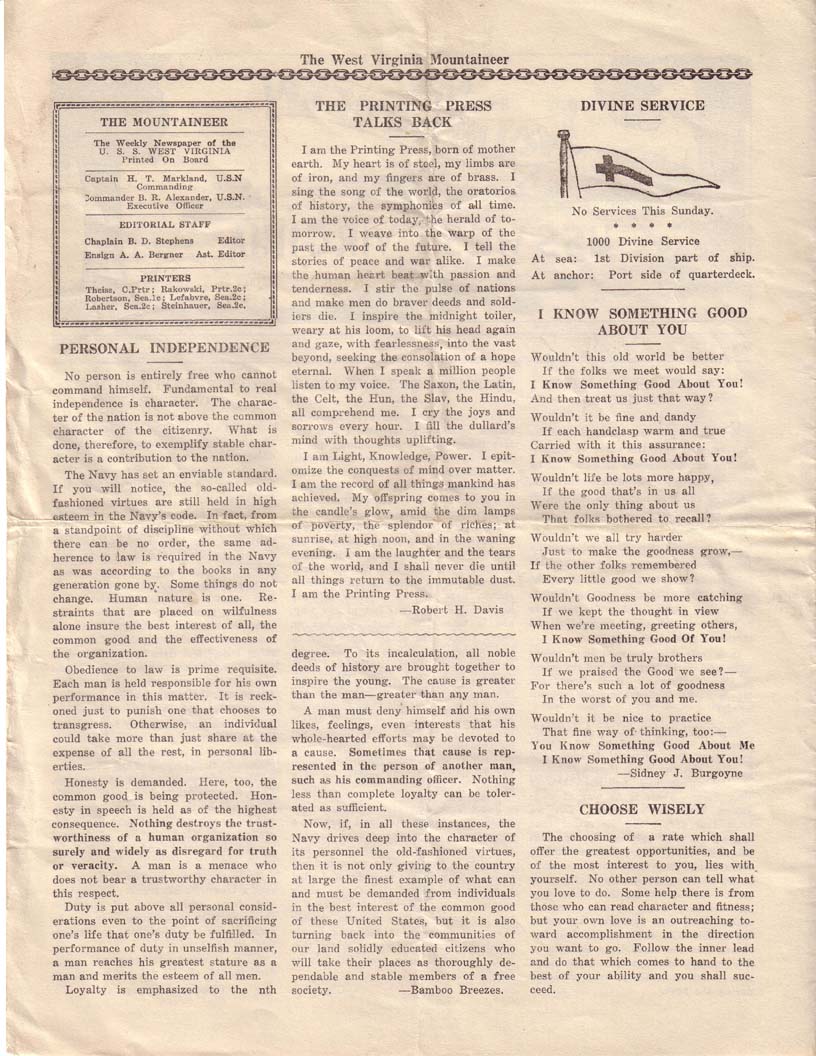 The West Virginia Mountaineer
THE MOUNTAINEER
The Weekly Newspaper of the
U. S. S. WEST VIRGINIA
Printed On Board
Captain H. T. Markland, U.S.N
Commanding
Commander B. R. Alexander, U.S.N.
Executive Officer
EDITORIAL STAFF
Chaplain B. D. Stephens Editor
Ensign A. A. Bergner Ast. Editor
PRINTERS
Theiss, C.Prtr; Rakowski, Prtr.2c;
Robertson, Sea.1c; Lefabvre, Sea.2c;
Lasher, Sea.2c; Steinhauer, Sea.2c.
PERSONAL INDEPENDENCE
No person is entirely free who cannot
command himself. Fundamental to real
independence is character. The charac-
ter of the nation is not above the common
character of the citizenry. What is
done, therefore, to exemplify stable char-
acter is a contribution to the nation.
The Navy has set an enviable standard.
If you will notice, the so-called old-
fashioned virtues are still held in high
esteem in the Navy's code. In fact, from
a standpoint of discipline without which
there can be no order, the same ad-
herence to law is required in the Navy
as was according to the books in any
generation gone by. Some things do not
change. Human nature is one. Re-
straints that are placed on wilfulness
alone insure the best interest of all, the
common good and the effectiveness of
the organization.
Obedience to law is prime requisite.
Each man is held responsible for his own
performance in this matter. It is reck-
oned just to punish one that chooses to
transgress. Otherwise, an individual
could take more than just share at the
expense of all the rest, in personal lib-
erties.
Honesty is demanded. Here, too, the
common good is being protected. Hon-
esty in speech is held as of the highest
consequence. Nothing destroys the trust-
worthiness of a human organization so
surely and widely as disregard for truth
or veracity. A man is a menace who
does not bear a trustworthy character in
this respect.
Duty is put above all personal consid-
erations even to the point of sacrificing
one's life that one's duty be fulfilled. In
performance of duty in unselfish manner,
a man reaches his greatest stature as a
man and merits the esteem of all men.
Loyalty is emphasized to the nth
THE PRINTING PRESS
TALKS BACK
I am the Printing Press, born of mother
earth. My heart is of steel, my limbs are
of iron, and my fingers are of brass. I
sing the song of the world, the oratorios
of history, the symphonies of all time.
I am the voice of today, the herald of to-
morrow. I weave into the warp of the
past the woof of the future. I tell the
stories of peace and war alike. I make
the human heart beat with passion and
tenderness. I stir the pulse of nations
and make men do braver deeds and sold-
iers die. I inspire the midnight toiler,
weary at his loom, to lift his head again
and gaze, with fearlessness, into the vast
beyond, seeking the consolation of a hope
eternal. When I speak a million people
listen to my voice. The Saxon, the Latin,
the Celt, the Hun, the Slav, the Hindu,
all comprehend me. I cry the joys and
sorrows every hour. I fill the dullard's
mind with thoughts uplifting.
I am Light, Knowledge, Power. I epit-
omize the conquests of mind over matter.
I am the record of all things mankind has
achieved. My offspring comes to you in
the candle's glow, amid the dim lamps
of poverty, the splendor of riches; at
sunrise, at high noon, and in the waning
evening. I am the laughter and the tears
of the world, and I shall never die until
all things return to the immutable dust.
I am the Printing Press.
—Robert H. Davis
degree. To its incalculation, all noble
deeds of history are brought together to
inspire the young. The cause is greater
than the man—greater than any man.
A man must deny himself and his own
likes, feelings, even interests that his
whole-hearted efforts may be devoted to
a cause. Sometimes that cause is rep-
resented in the person of another man,
such as his commanding officer. Nothing
less than complete loyalty can be toler-
ated as sufficient.
Now, if, in all these instances, the
Navy drives deep into the character of
its personnel the old-fashioned virtues,
then it is not only giving to the country
at large the finest example of what can
and must be demanded from individuals
in the best interest of the common good
of these United States, but it is also
turning back into the communities of
our land solidly educated citizens who
will take their places as thoroughly de-
pendable and stable members of a free
society. —Bamboo Breezes.
DIVINE SERVICE
No Services This Sunday.
* * * *
1000 Divine Service
At sea: 1st Division part of ship.
At anchor: Port side of quarterdeck.
I KNOW SOMETHING GOOD
ABOUT YOU
Wouldn't this old world be better
If the folks we meet would say:
I Know Something Good About You!
And then treat us just that way?
Wouldn't it be fine and dandy
If each handclasp warm and true
Carried with it this assurance:
I Know Something Good About You!
Wouldn't life be lots more happy,
If the good that's in us all
Were the only thing about us
That folks bothered to recall?
Wouldn't we all try harder
Just to make the goodness grow,—
If the other folks remembered
Every little good we show?
Wouldn't Goodness be more catching
If we kept the thought in view
When we're meeting, greeting others,
I Know Something Good Of You!
Wouldn't men be truly brothers
If we praised the Good we see?—
For there's such a lot of goodness
In the worst of you and me.
Wouldn't it be nice to practice
That fine way of thinking, too:—
You Know Something Good About Me
I Know Something Good About You!
—Sidney J. Burgoyne
CHOOSE WISELY
The choosing of a rate which shall
offer the greatest opportunities, and be
of the most interest to you, lies with
yourself. No other person can tell what
you love to do. Some help there is from
those who can read character and fitness;
but your own love is an outreaching to-
ward accomplishment in the direction
you want to go. Follow the inner lead
and do that which comes to hand to the
best of your ability and you shall suc-
ceed.